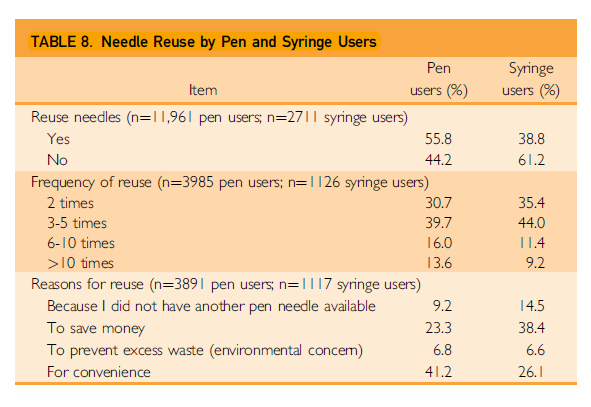 TABLE 8. Needle Reuse by Pen and Syringe Users
Item Pen users (%) Syringe users (%)
Reuse needles (n=11,961 pen users; n=2711 syringe users)
Yes 55.8 38.8
No 44.2 61.2
Frequency of reuse (n=3985 pen users; n=1126 syringe users)
2 times 30.7 35.4
3-5 times 39.7 44.0
6-10 times 16.0 11.4
>10 times 13.6 9.2
Reasons for reuse (n=3891 pen users; n=1117 syringe users)
Because I did not have another pen needle available 9.2 14.5
To save money 23.3 38.4
To prevent excess waste (environmental concern) 6.8 6.6
For convenience 41.2 26.1